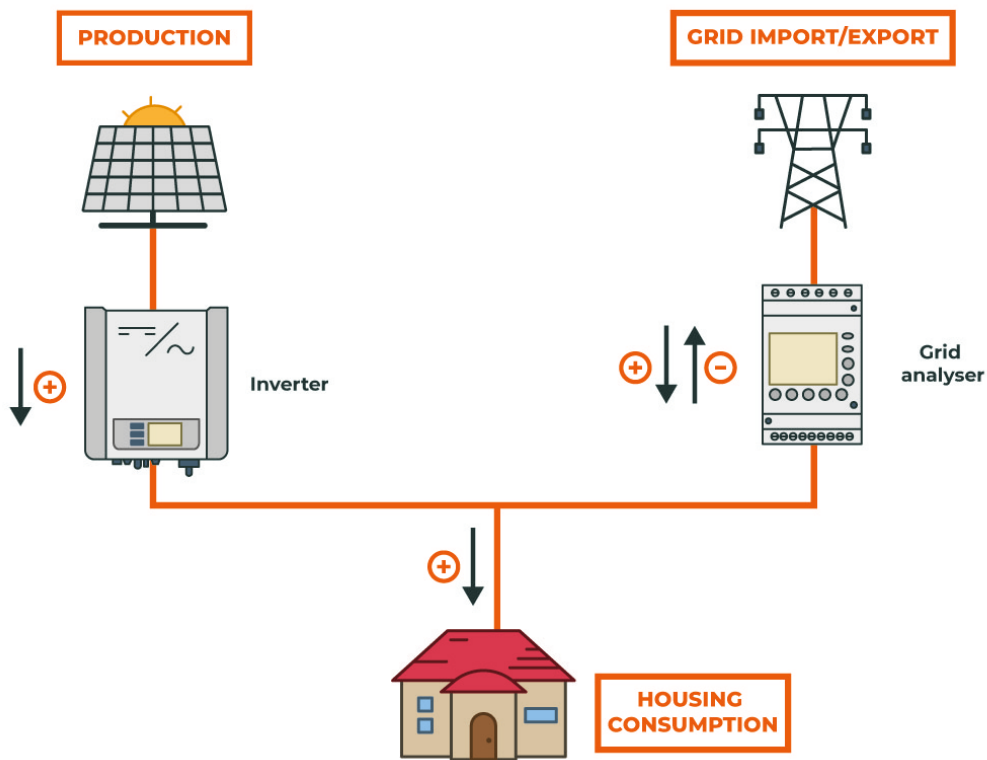 PRODUCTION
GRID IMPORT/EXPORT
Inverter
Grid
analyser
+
+
-
+
HOUSING
CONSUMPTION